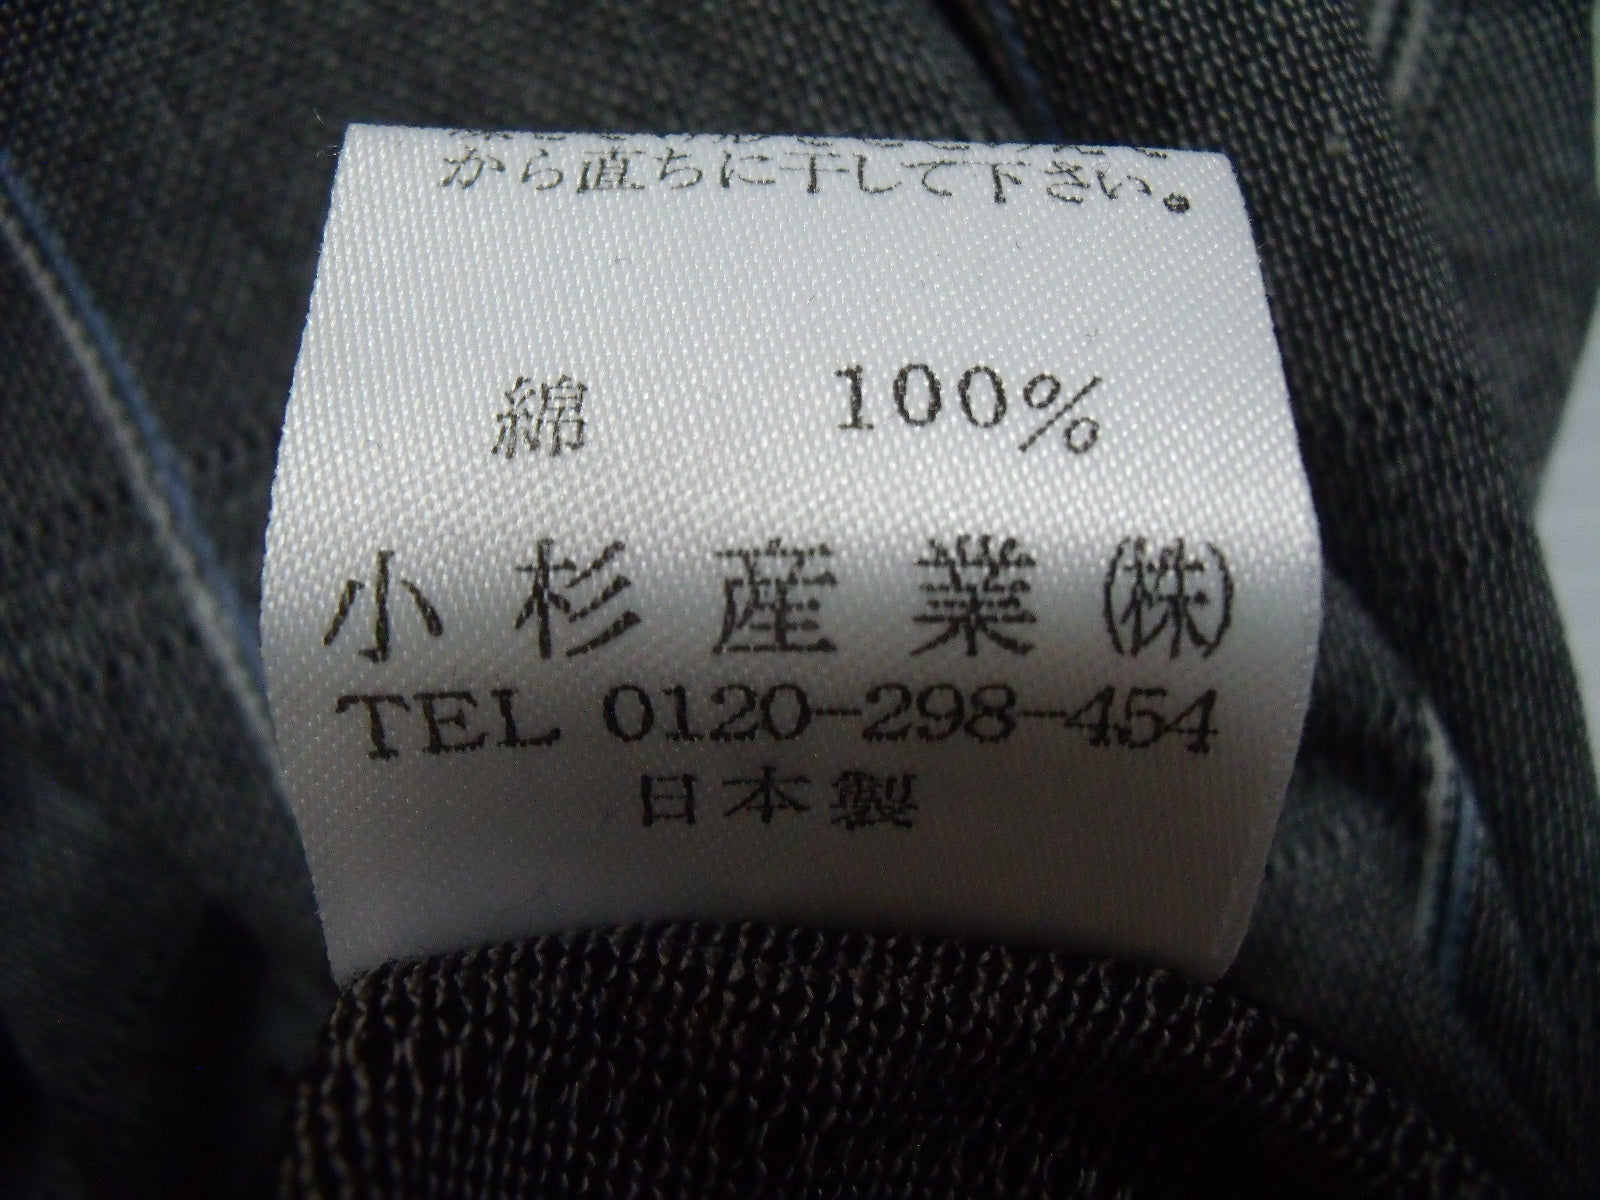 から直ちに干して下さい。
綿 100%
小杉産業㈱
TEL 0120-298-454
日本製